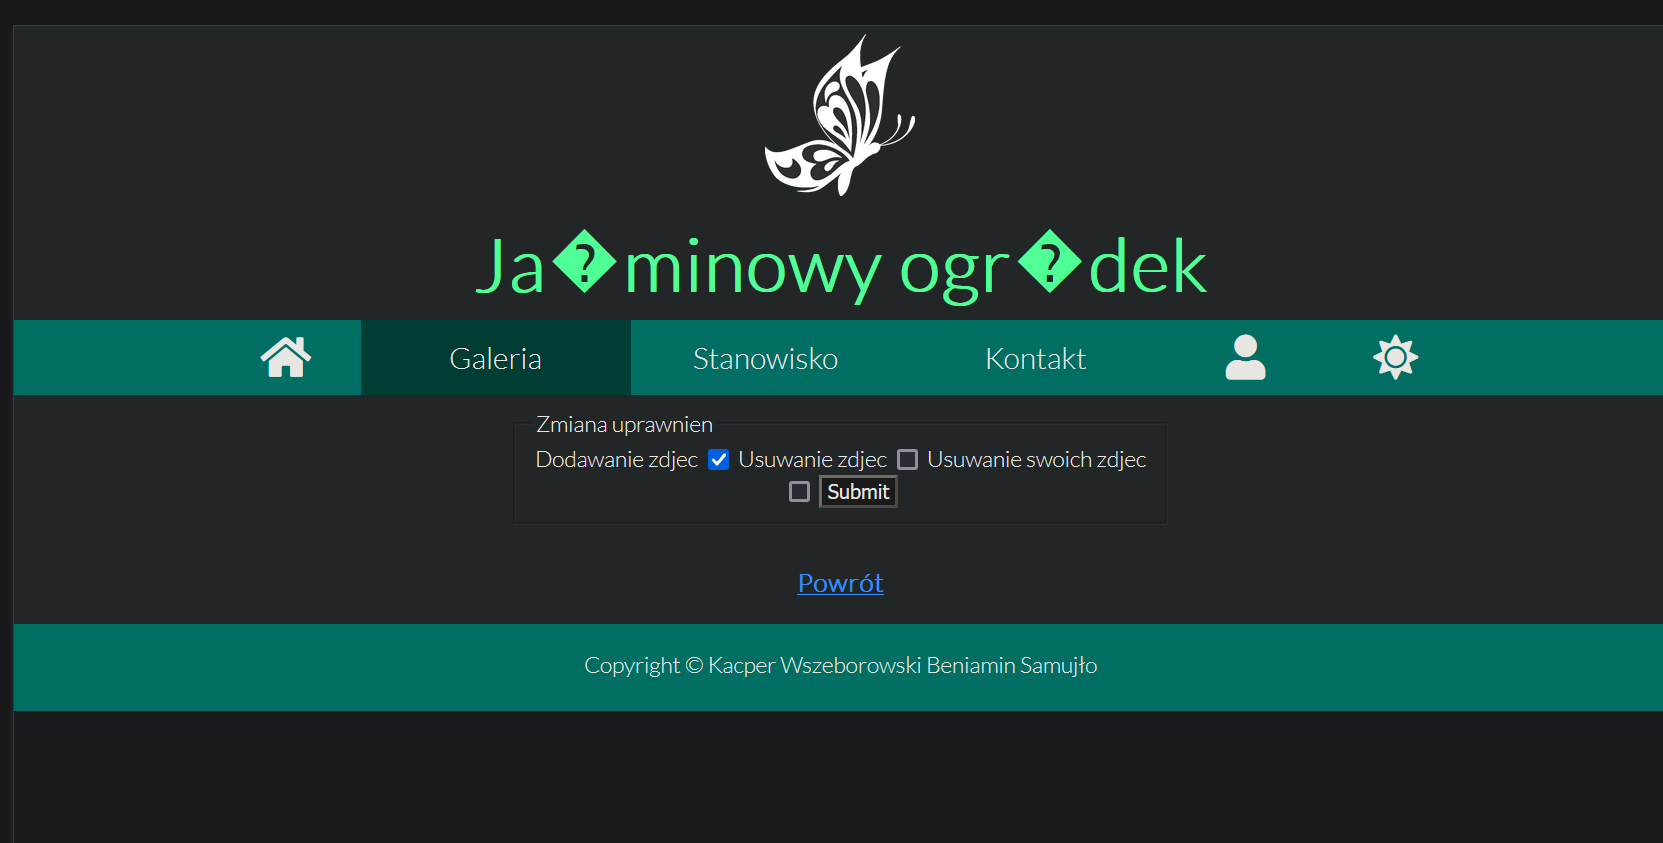 Ja�minowy ogr�dek
Galeria Stanowisko Kontakt
Zmiana uprawnien
Dodawanie zdjec Usuwanie zdjec Usuwanie swoich zdjec
Submit
Powrót
Copyright © Kacper Wszeborowski Beniamin Samujło